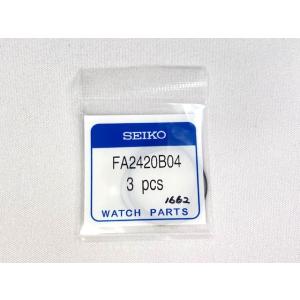 SEIKO
FA2420B04
3 pcs
1662
WATCH PARTS